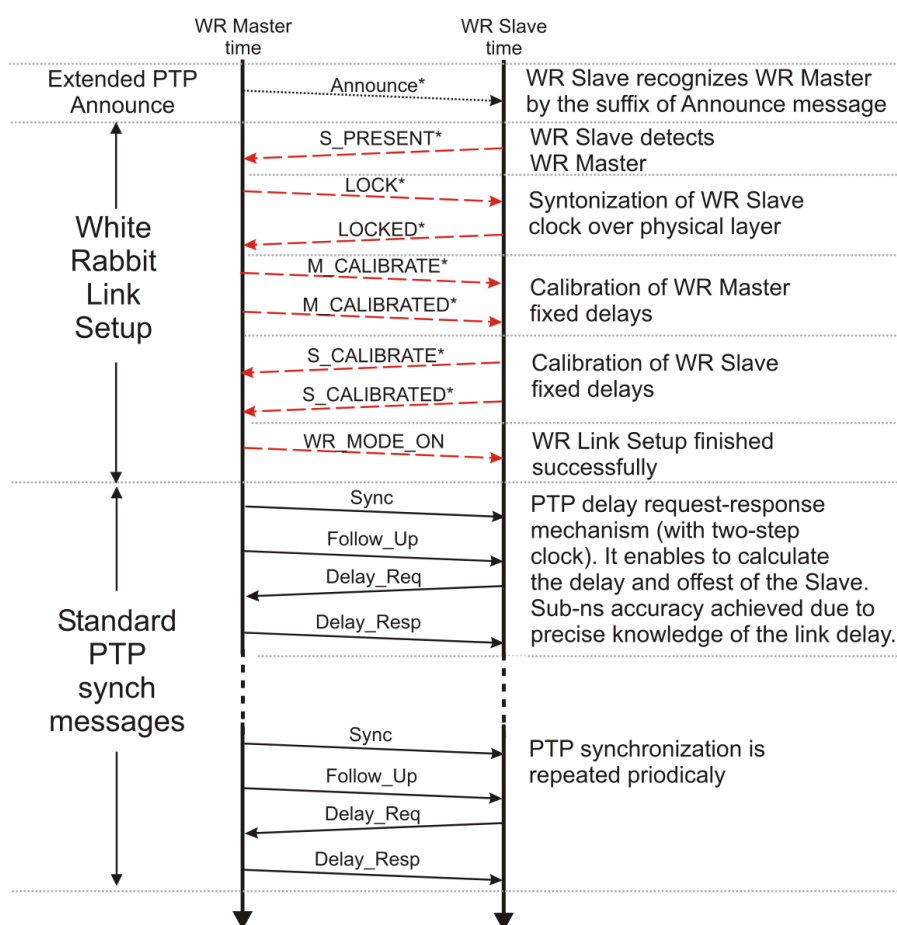 WR Master
time
WR Slave
time
Extended PTP
Announce
Announce*
WR Slave recognizes WR Master
by the suffix of Announce message
White
Rabbit
Link
Setup
S_PRESENT*
WR Slave detects
WR Master
LOCK*
LOCKED*
Syntonization of WR Slave
clock over physical layer
M_CALIBRATE*
M_CALIBRATED*
Calibration of WR Master
fixed delays
S_CALIBRATE*
S_CALIBRATED*
Calibration of WR Slave
fixed delays
WR_MODE_ON
WR Link Setup finished
successfully
Standard
PTP
synch
messages
Sync
Follow_Up
Delay_Req
Delay_Resp
PTP delay request-response
mechanism (with two-step
clock). It enables to calculate
the delay and offest of the Slave.
Sub-ns accuracy achieved due to
precise knowledge of the link delay.
Sync
Follow_Up
Delay_Req
Delay_Resp
PTP synchronization is
repeated priodicaly